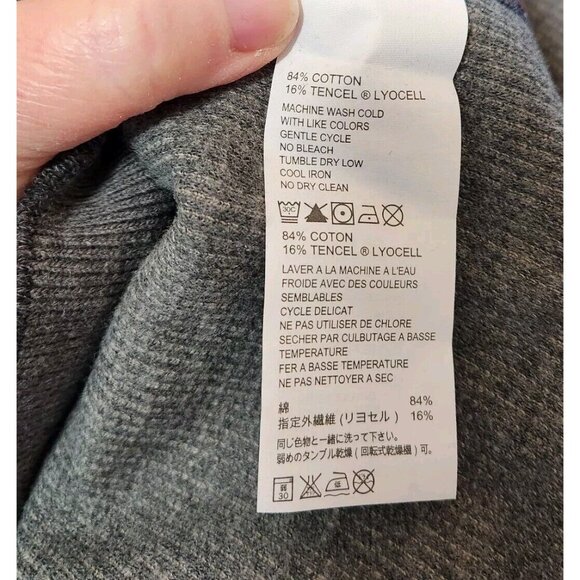 84% COTTON
16% TENCEL ® LYOCELL
MACHINE WASH COLD
WITH LIKE COLORS
GENTLE CYCLE
NO BLEACH
TUMBLE DRY LOW
COOL IRON
NO DRY CLEAN
30C
84% COTON
16% TENCEL ® LYOCELL
LAVER A LA MACHINE A L'EAU
FROIDE AVEC DES COULEURS
SEMBLABLES
CYCLE DELICAT
NE PAS UTILISER DE CHLORE
SECHER PAR CULBUTAGE A BASSE
TEMPERATURE
FER A BASSE TEMPERATURE
NE PAS NETTOYER A SEC
綿 84%
指定外繊維 (リヨセル) 16%
同じ色物と一緒に洗って下さい。
弱めのタンブル乾燥 (回転式乾燥機) 可。
弱
30